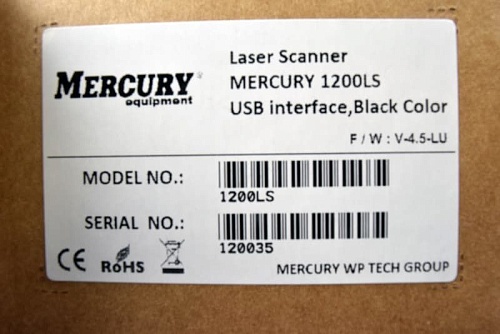 MERCURY
equipment
Laser Scanner
MERCURY 1200LS
USB interface,Black Color
F / W : V-4.5-LU
MODEL NO.:
1200LS
SERIAL NO.:
120035
CE RoHS
MERCURY WP TECH GROUP